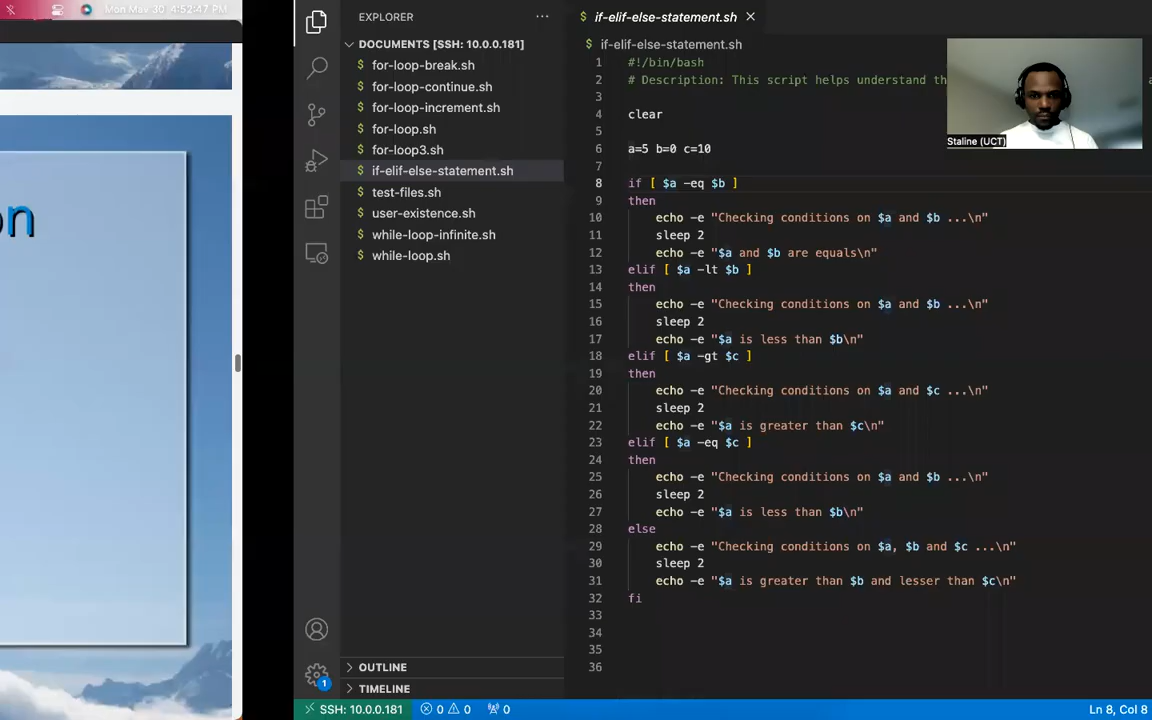 Mon May 30 4:52:47 PM
on
EXPLORER
DOCUMENTS [SSH: 10.0.0.181]
for-loop-break.sh
for-loop-continue.sh
for-loop-increment.sh
for-loop.sh
for-loop3.sh
if-elif-else-statement.sh
test-files.sh
user-existence.sh
while-loop-infinite.sh
while-loop.sh
OUTLINE
TIMELINE
if-elif-else-statement.sh
if-elif-else-statement.sh
1 #!/bin/bash
2 # Description: This script helps understand th
3
4 clear
5
6 a=5 b=0 c=10
7
8 if [ $a -eq $b ]
9 then
10 echo -e "Checking conditions on $a and $b ...\n"
11 sleep 2
12 echo -e "$a and $b are equals\n"
13 elif [ $a -lt $b ]
14 then
15 echo -e "Checking conditions on $a and $b ...\n"
16 sleep 2
17 echo -e "$a is less than $b\n"
18 elif [ $a -gt $c ]
19 then
20 echo -e "Checking conditions on $a and $c ...\n"
21 sleep 2
22 echo -e "$a is greater than $c\n"
23 elif [ $a -eq $c ]
24 then
25 echo -e "Checking conditions on $a and $b ...\n"
26 sleep 2
27 echo -e "$a is less than $b\n"
28 else
29 echo -e "Checking conditions on $a, $b and $c ...\n"
30 sleep 2
31 echo -e "$a is greater than $b and lesser than $c\n"
32 fi
33
34
35
36
Staline (UCT)
1
SSH: 10.0.0.181 0 0 0
Ln 8, Col 8